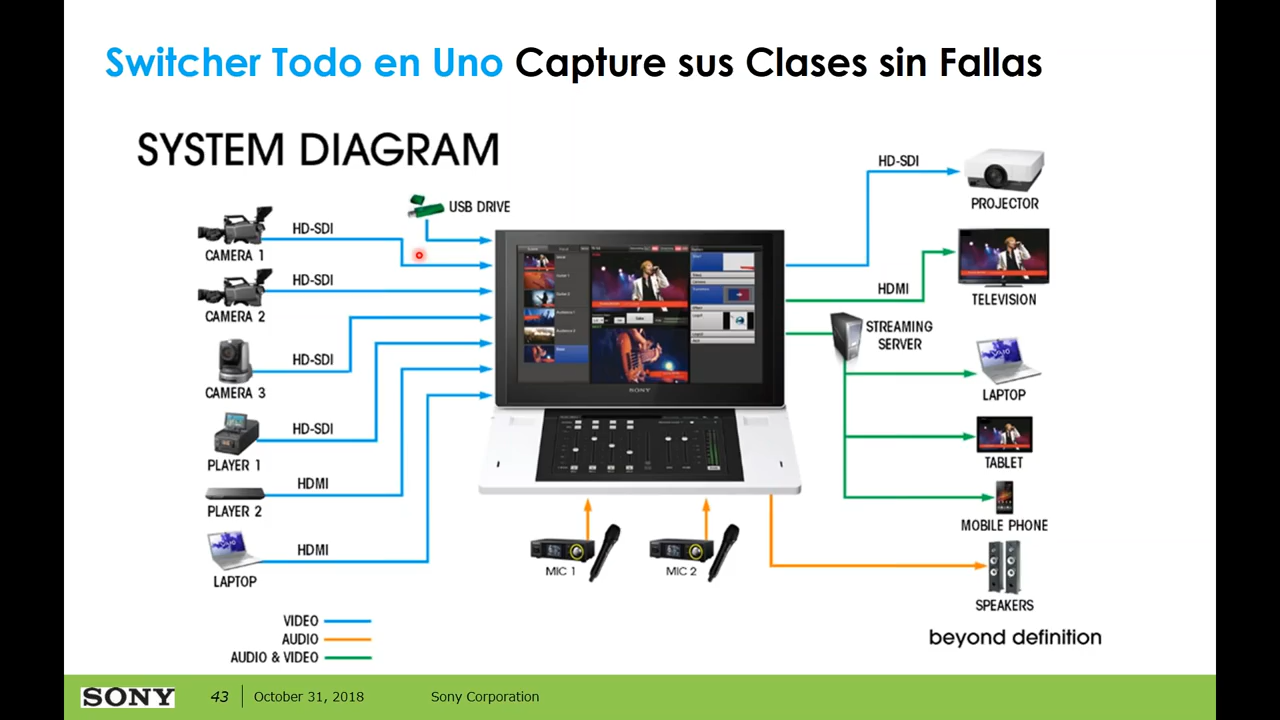 Switcher Todo en Uno Capture sus Clases sin Fallas
SYSTEM DIAGRAM
USB DRIVE
HD-SDI
CAMERA 1
HD-SDI
CAMERA 2
HD-SDI
CAMERA 3
HD-SDI
PLAYER 1
HDMI
PLAYER 2
HDMI
LAPTOP
SONY
MIC 1
MIC 2
HD-SDI
PROJECTOR
HDMI
TELEVISION
STREAMING
SERVER
LAPTOP
TABLET
MOBILE PHONE
SPEAKERS
VIDEO
AUDIO
AUDIO & VIDEO
beyond definition
SONY 43 October 31, 2018 Sony Corporation